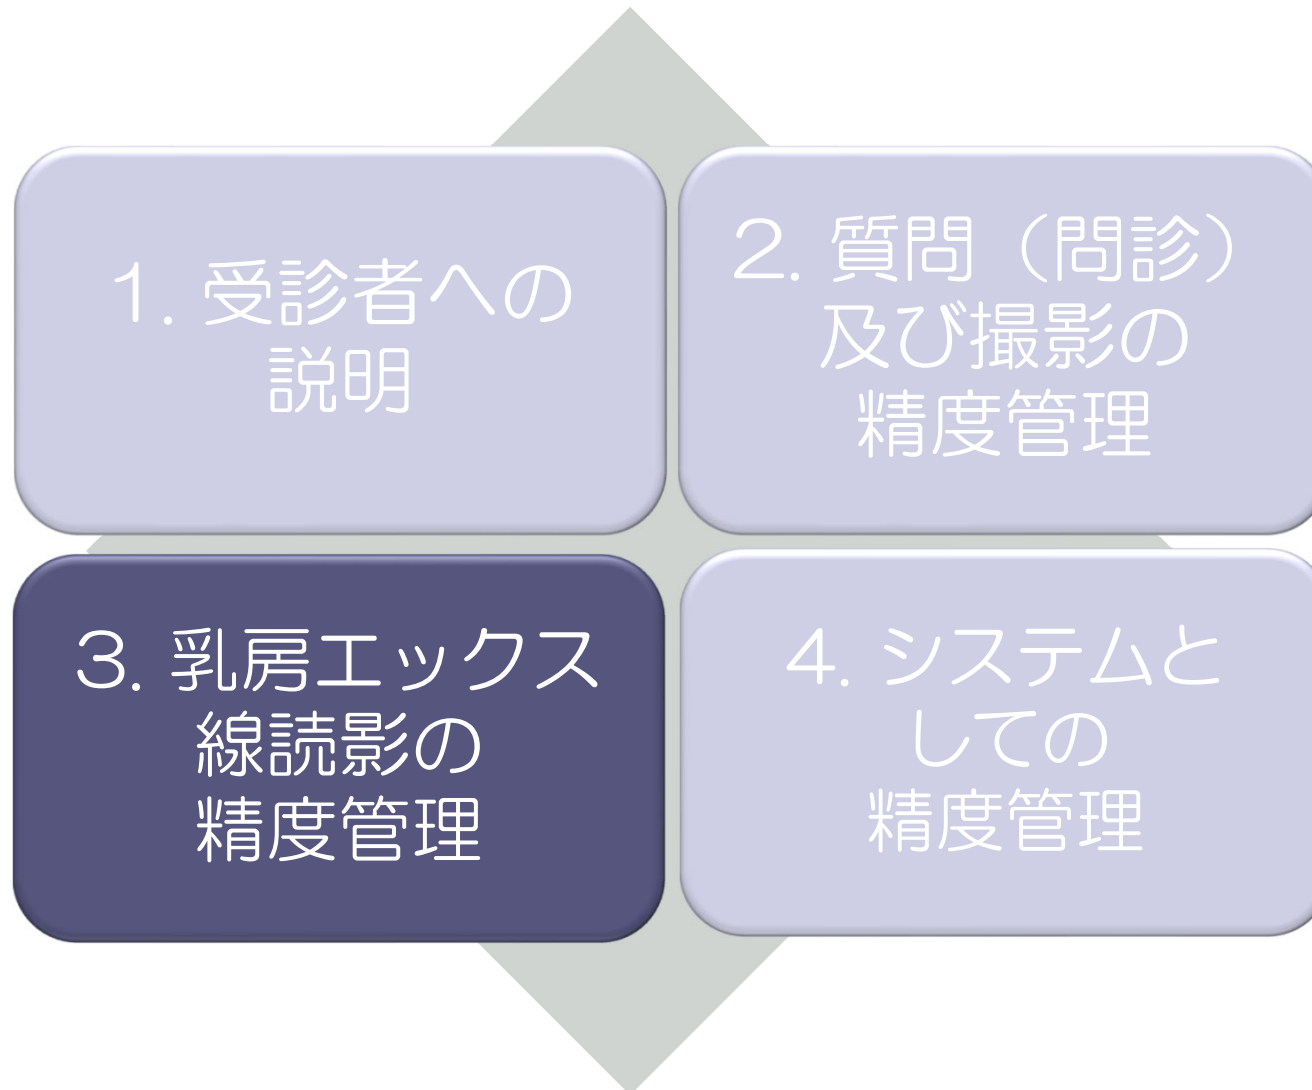 1. 受診者への
説明
2. 質問（問診）
及び撮影の
精度管理
3. 乳房エックス
線読影の
精度管理
4. システムと
しての
精度管理